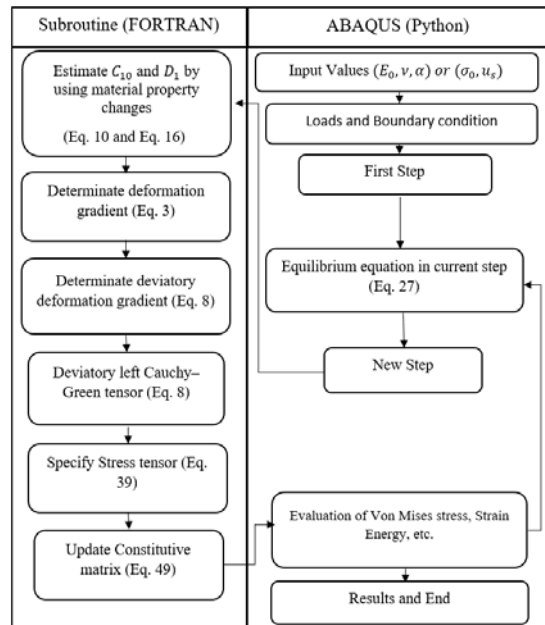 Subroutine (FORTRAN)
Estimate C₁₀ and D₁ by
using material property
changes
(Eq. 10 and Eq. 16)
Determinate deformation
gradient (Eq. 3)
Determinate deviatory
deformation gradient (Eq. 8)
Deviatory left Cauchy–
Green tensor (Eq. 8)
Specify Stress tensor (Eq.
39)
Update Constitutive
matrix (Eq. 49)
ABAQUS (Python)
Input Values (E₀, ν, α) or (σ₀, uₛ)
Loads and Boundary condition
First Step
Equilibrium equation in current step
(Eq. 27)
New Step
Evaluation of Von Mises stress, Strain
Energy, etc.
Results and End